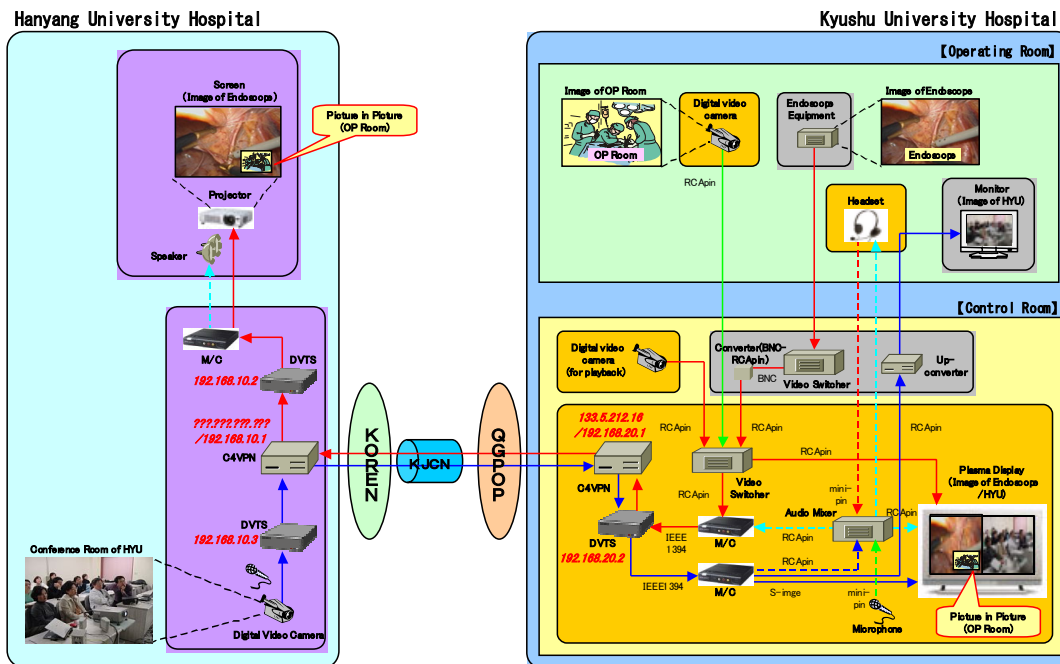 Hanyang University Hospital
Kyushu University Hospital
【Operating Room】
Screen
(Image of Endoscope)
Picture in Picture
(OP Room)
Projector
Speaker
M/C
DVTS
192.168.10.2
???.???.???.???
/192.168.10.1
C4VPN
DVTS
192.168.10.3
Conference Room of HYU
Digital Video Camera
KOREN
KJCN
QGPOP
Image of OP Room
OP Room
Digital video
camera
RCApin
Endoscope
Equipment
Image of Endoscope
Endoscope
Headset
Monitor
(Image of HYU)
【Control Room】
Digital video
camera
(for playback)
Converter(BNC-
RCApin)
BNC
Video Switcher
Up-
converter
133.5.212.16
/192.168.20.1
C4VPN
RCApin
RCApin
RCApin
Video
Switcher
RCApin
mini-
pin
Plasma Display
(Image of Endoscope
/HYU)
DVTS
192.168.20.2
IEEE
1394
M/C
Audio Mixer
RCApin
RCApin
RCApin
IEEE1394
M/C
S-imge
mini-
pin
Microphone
Picture in Picture
(OP Room)